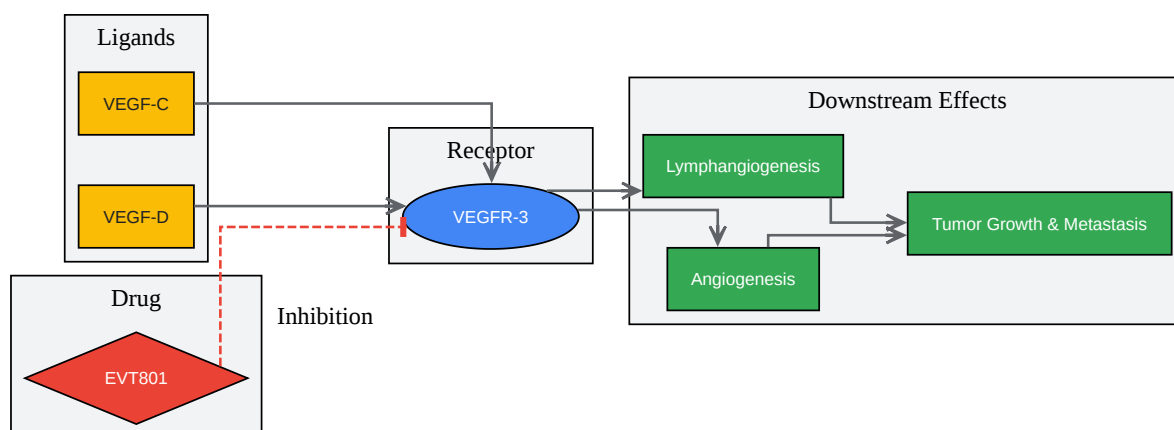 Ligands
VEGF-C
VEGF-D
Receptor
VEGFR-3
Downstream Effects
Lymphangiogenesis
Angiogenesis
Tumor Growth & Metastasis
Drug
EVT801
Inhibition